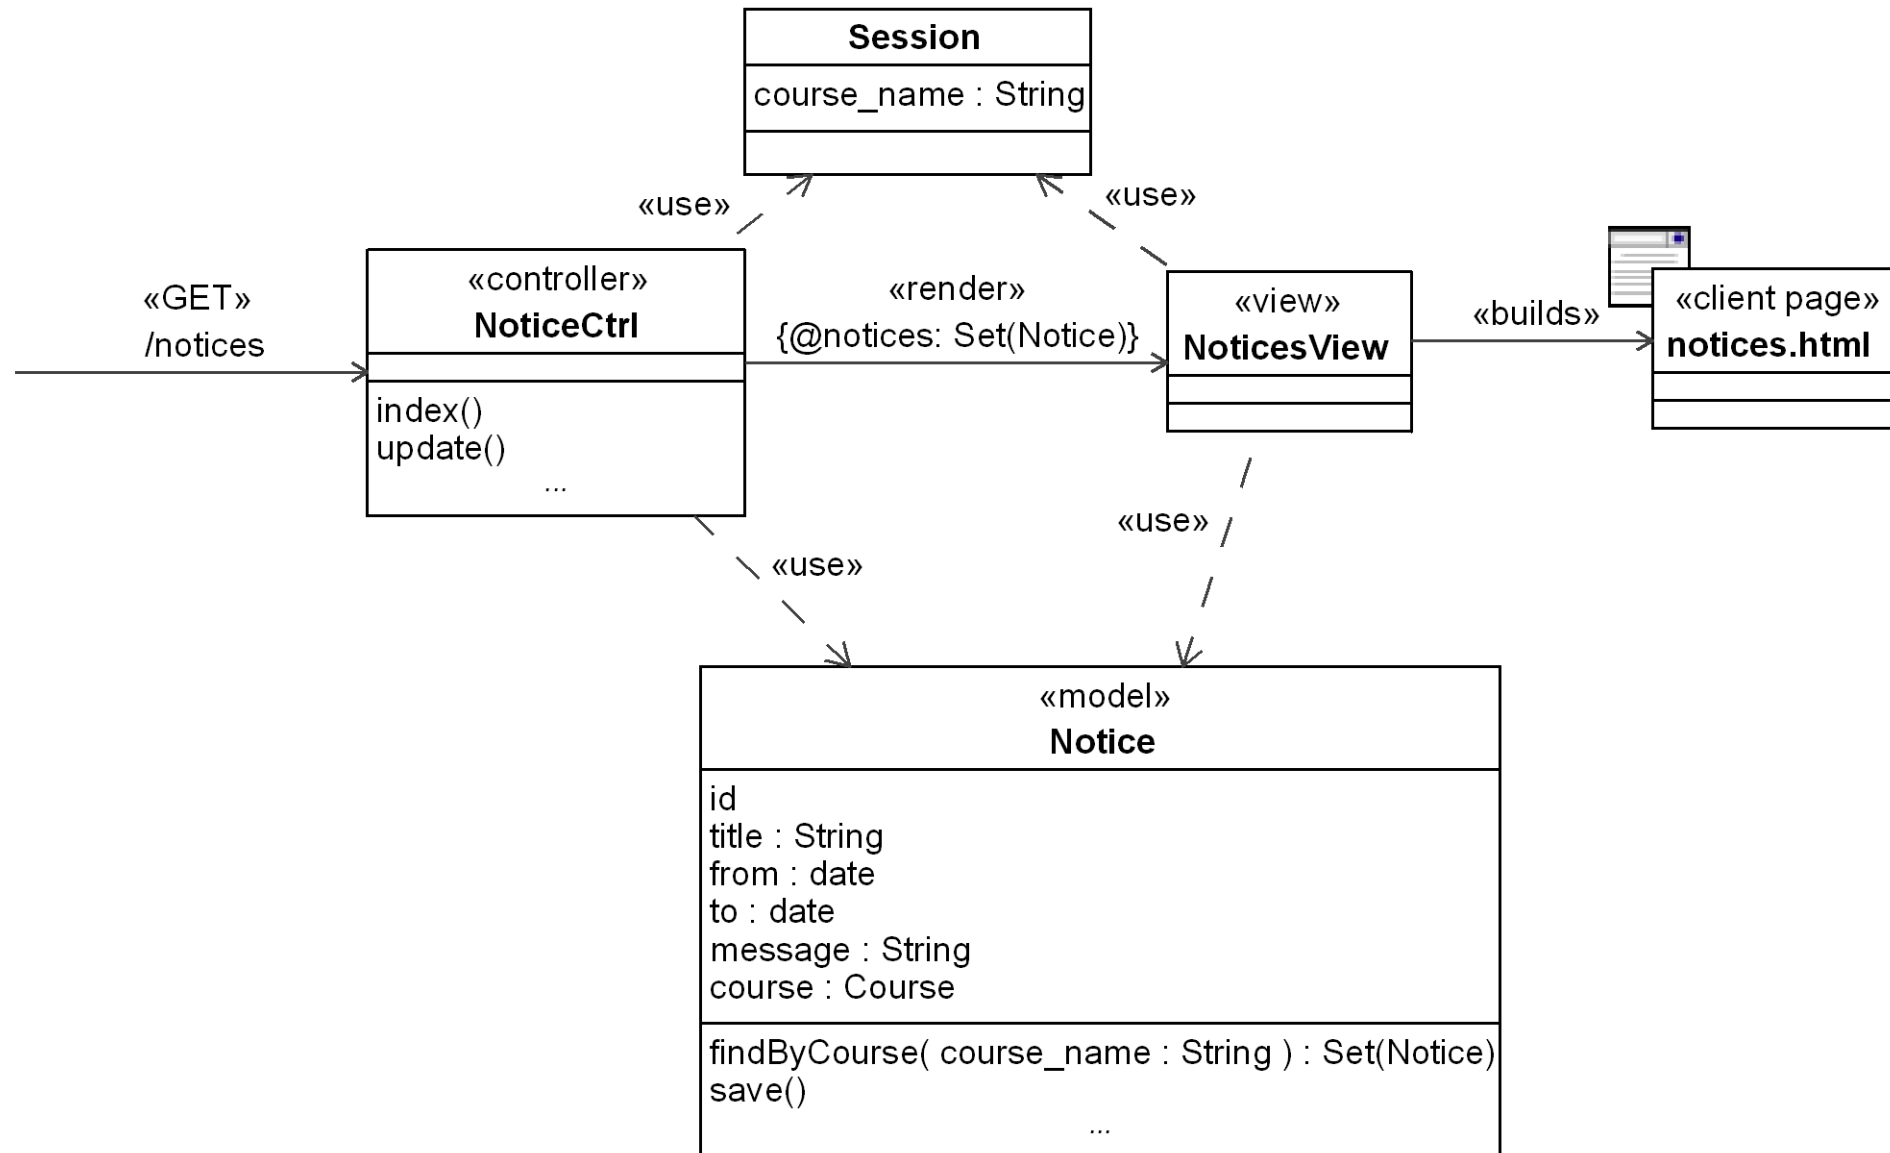 Session
course_name : String
«use»
«use»
«GET»
/notices
«controller»
NoticeCtrl
index()
update()
...
«render»
{@notices: Set(Notice)}
«view»
NoticesView
«builds»
«client page»
notices.html
«use»
«use»
«model»
Notice
id
title : String
from : date
to : date
message : String
course : Course
findByCourse( course_name : String ) : Set(Notice)
save()
...